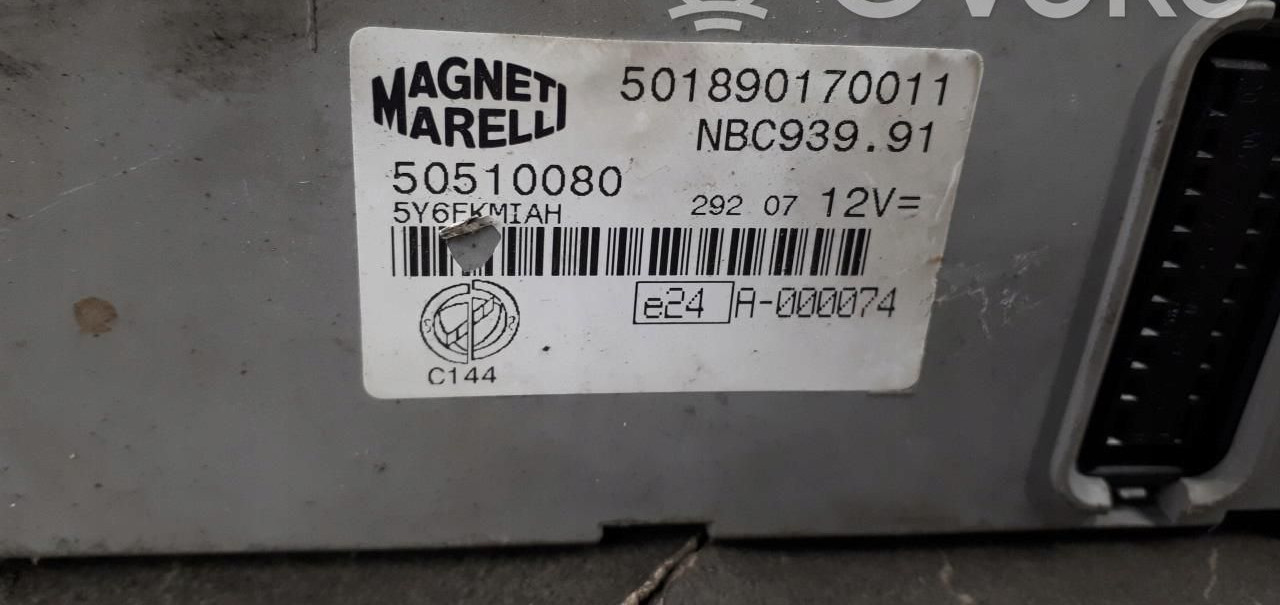 MAGNETI
MARELLI
501890170011
NBC939.91
50510080
5Y6FKMIAH
292 07 12V=
e24 A-000074
C144